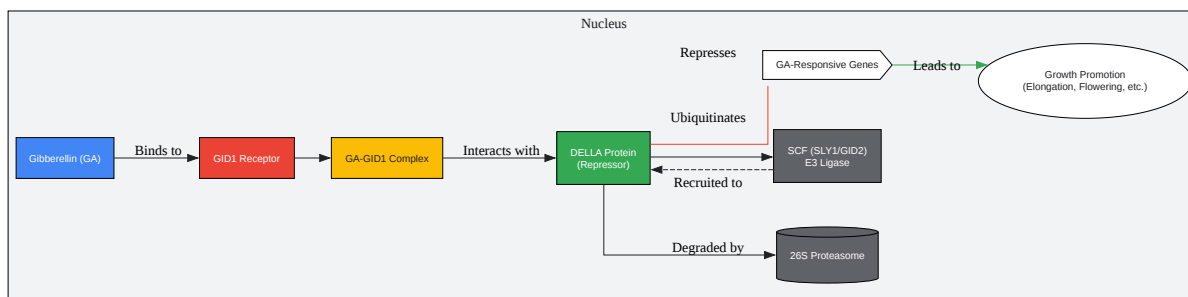 Nucleus
Represses
GA-Responsive Genes
Leads to
Growth Promotion
(Elongation, Flowering, etc.)
Ubiquitinates
Gibberellin (GA)
Binds to
GID1 Receptor
GA-GID1 Complex
Interacts with
DELLA Protein
(Repressor)
SCF (SLY1/GID2)
E3 Ligase
Recruited to
Degraded by
26S Proteasome